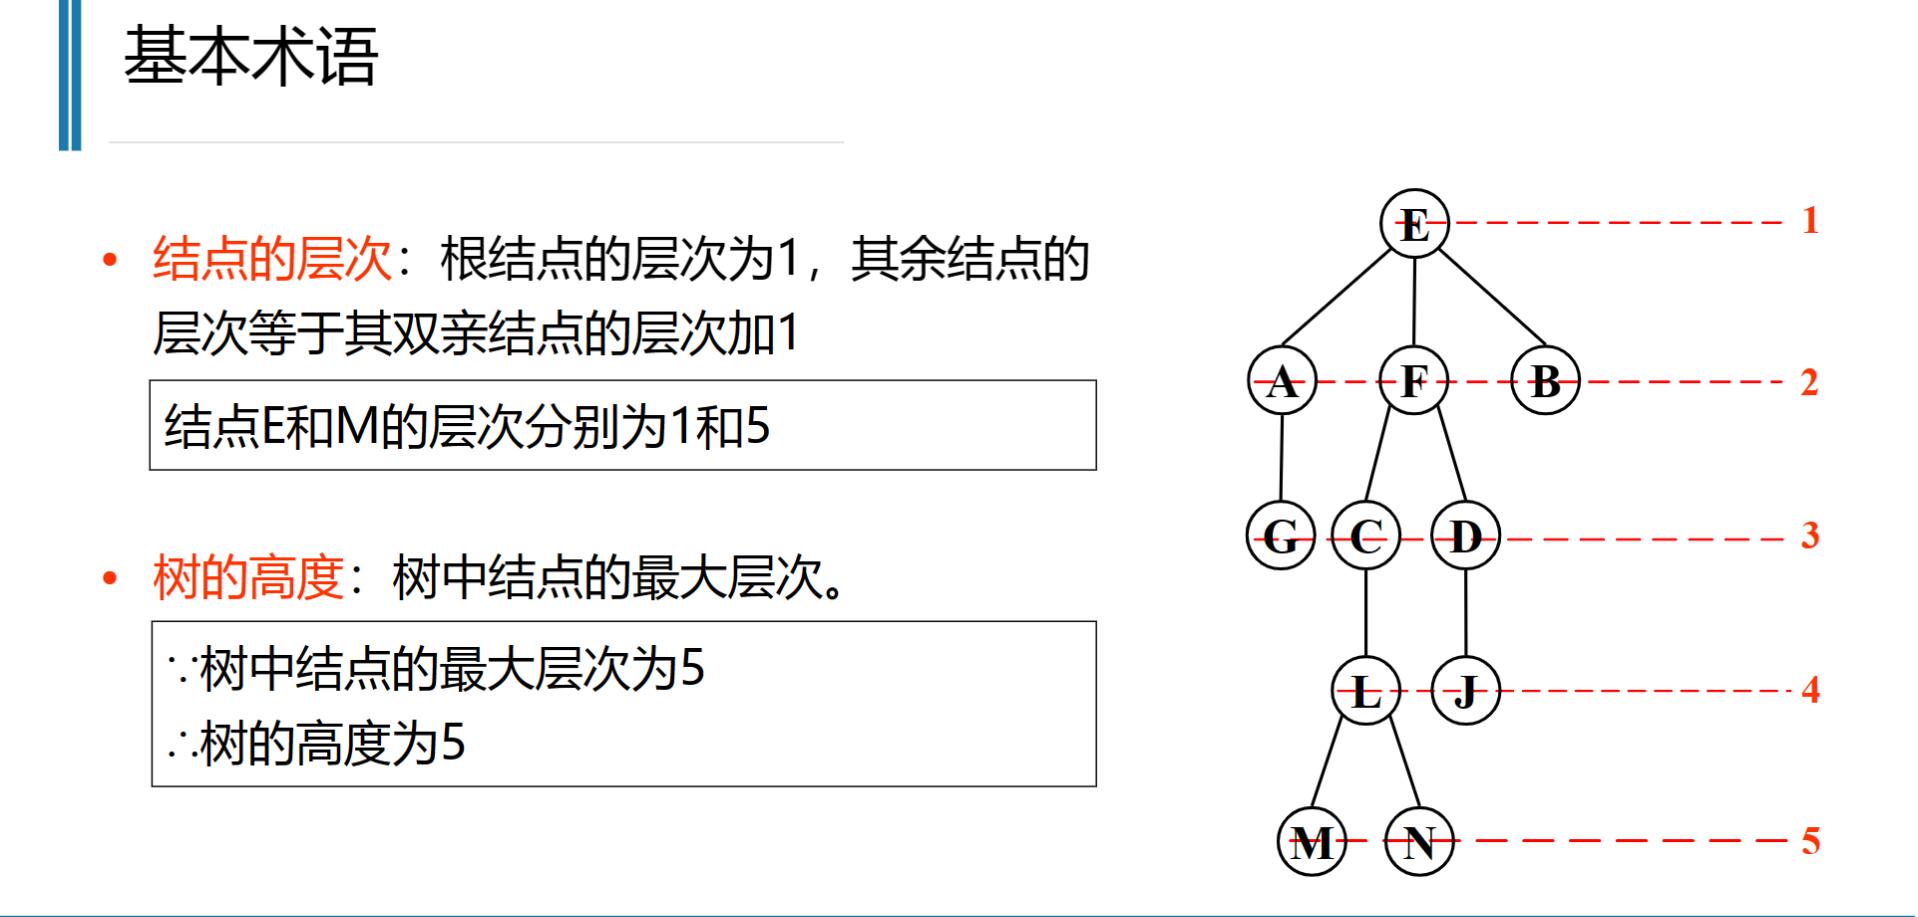 基本术语
• 结点的层次：根结点的层次为1，其余结点的
层次等于其双亲结点的层次加1
结点E和M的层次分别为1和5
• 树的高度：树中结点的最大层次。
∵树中结点的最大层次为5
∴树的高度为5
E 1
A F B 2
G C D 3
L J 4
M N 5